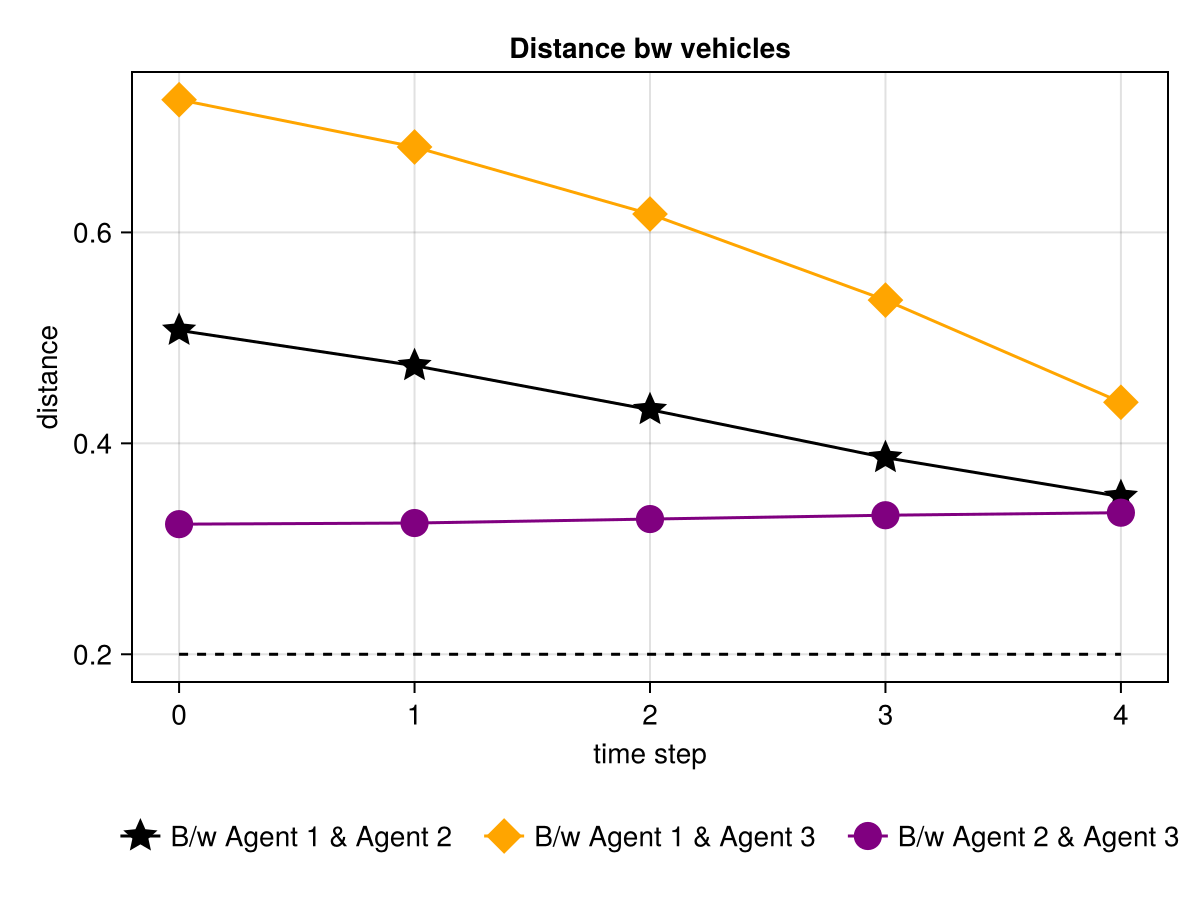 Distance bw vehicles
distance
0.6
0.4
0.2
0 1 2 3 4
time step
B/w Agent 1 & Agent 2 B/w Agent 1 & Agent 3 B/w Agent 2 & Agent 3